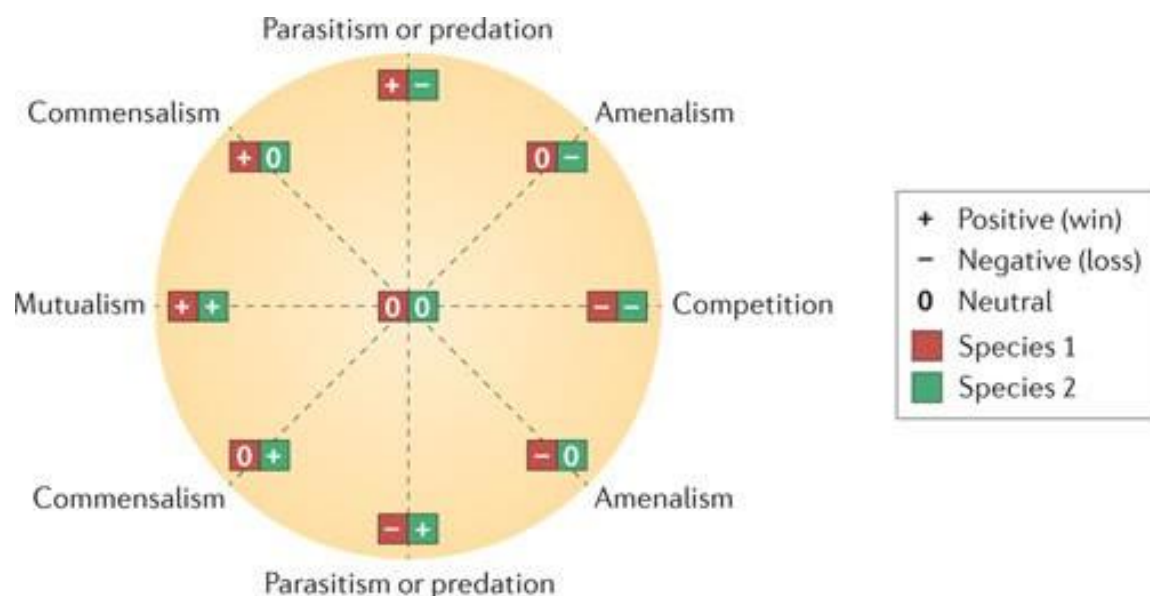 Parasitism or predation
+ −
Commensalism
Amenalism
+ 0
0 −
Mutualism
+ +
0 0
− −
Competition
0 +
− 0
Commensalism
Amenalism
− +
Parasitism or predation
+ Positive (win)
− Negative (loss)
0 Neutral
Species 1
Species 2